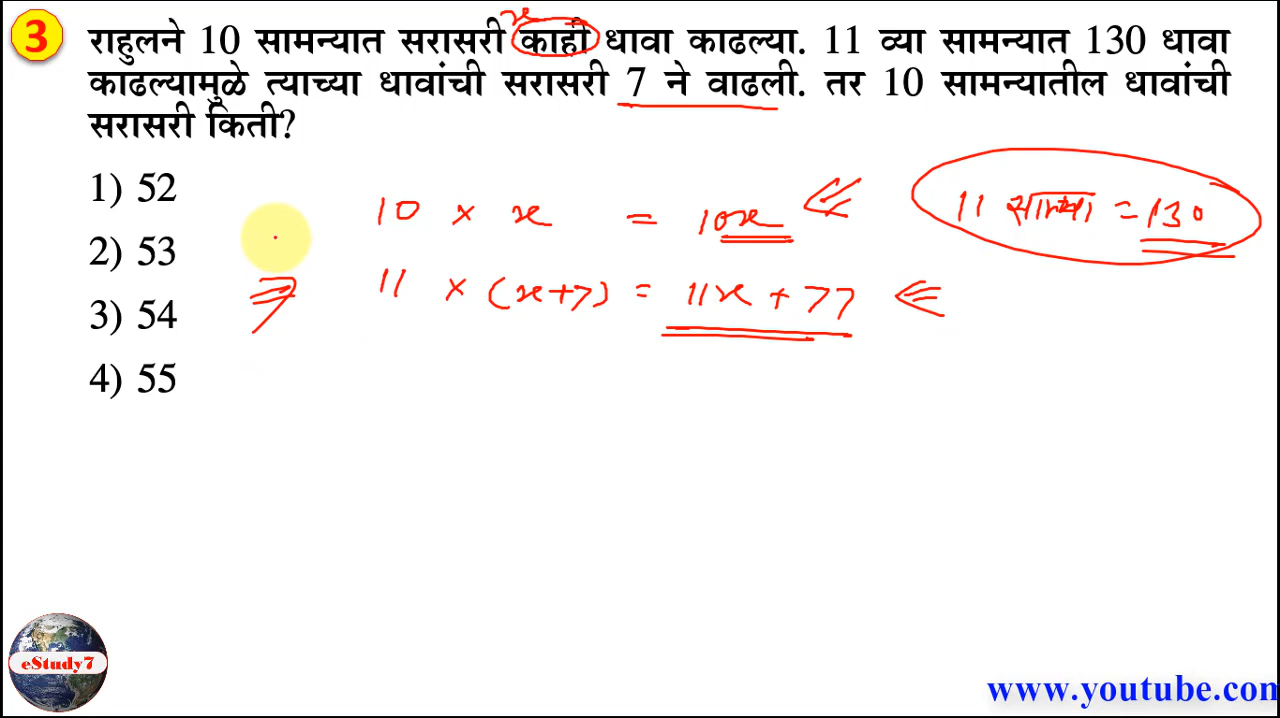 3
x
राहुलने 10 सामन्यात सरासरी काही धावा काढल्या. 11 व्या सामन्यात 130 धावा
काढल्यामुळे त्याच्या धावांची सरासरी 7 ने वाढली. तर 10 सामन्यातील धावांची
सरासरी किती?
1) 52
10 × x = 10x
11 सामन्या = 130
2) 53
11 × (x+7) = 11x + 77
3) 54
4) 55
eStudy7
www.youtube.com